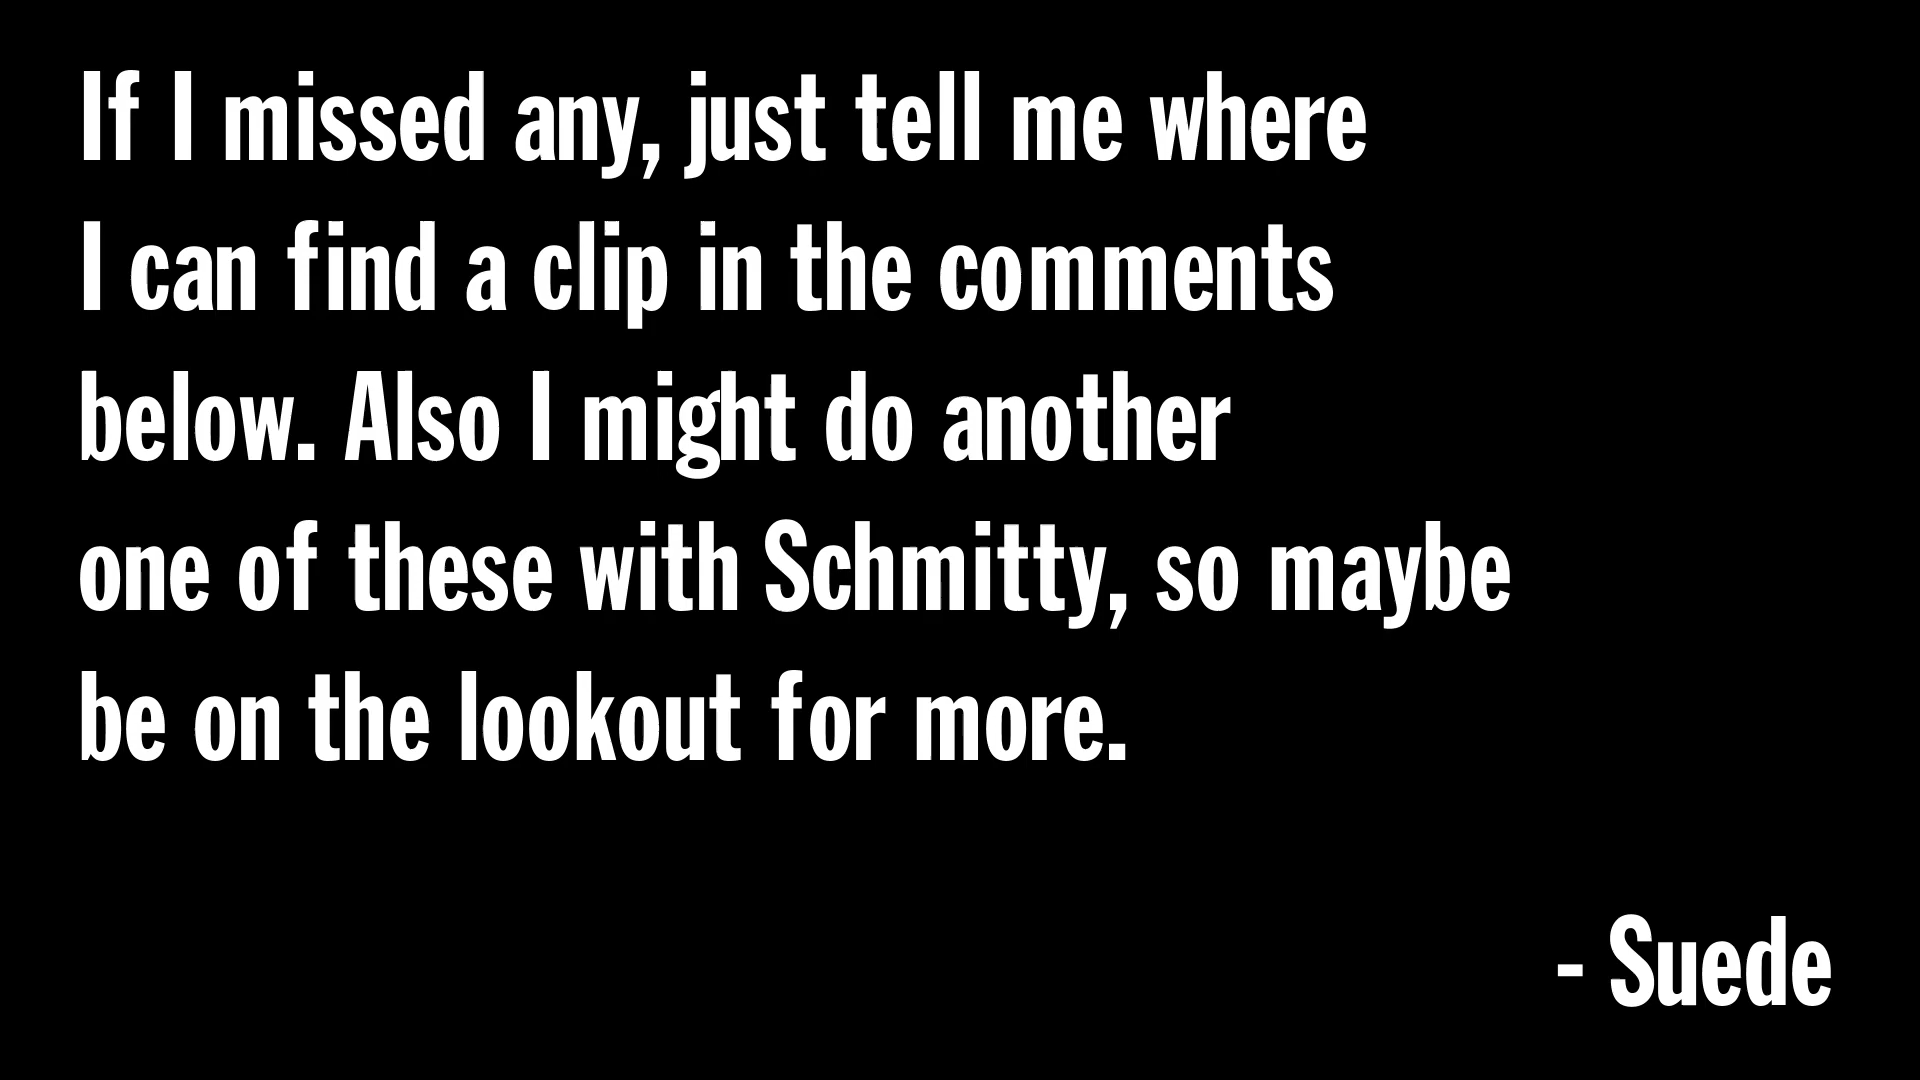 If I missed any, just tell me where
I can find a clip in the comments
below. Also I might do another
one of these with Schmitty, so maybe
be on the lookout for more.
- Suede